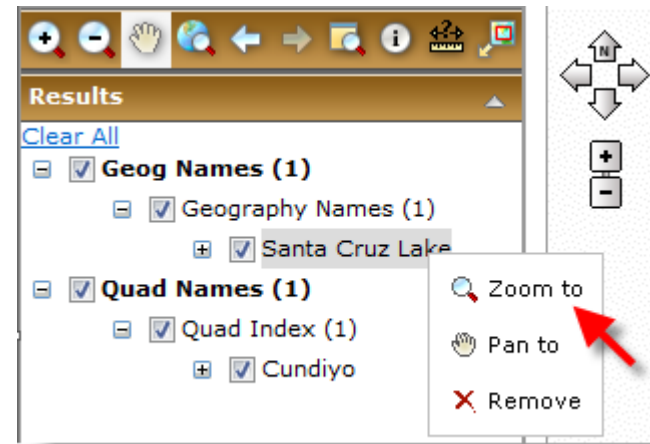 Results
Clear All
Geog Names (1)
Geography Names (1)
Santa Cruz Lake
Quad Names (1)
Quad Index (1)
Cundiyo
Zoom to
Pan to
Remove
N